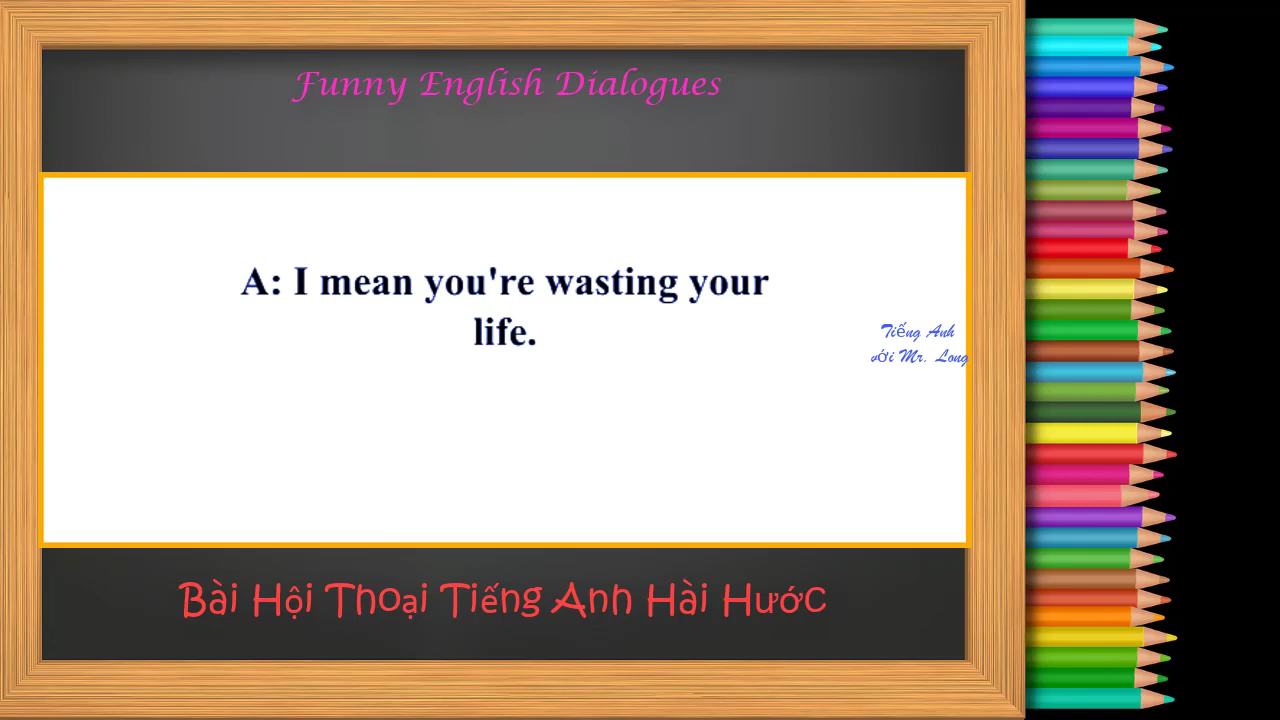 Funny English Dialogues
A: I mean you're wasting your
life.
Tiếng Anh
với Mr. Long
Bài Hội Thoại Tiếng Anh Hài Hước